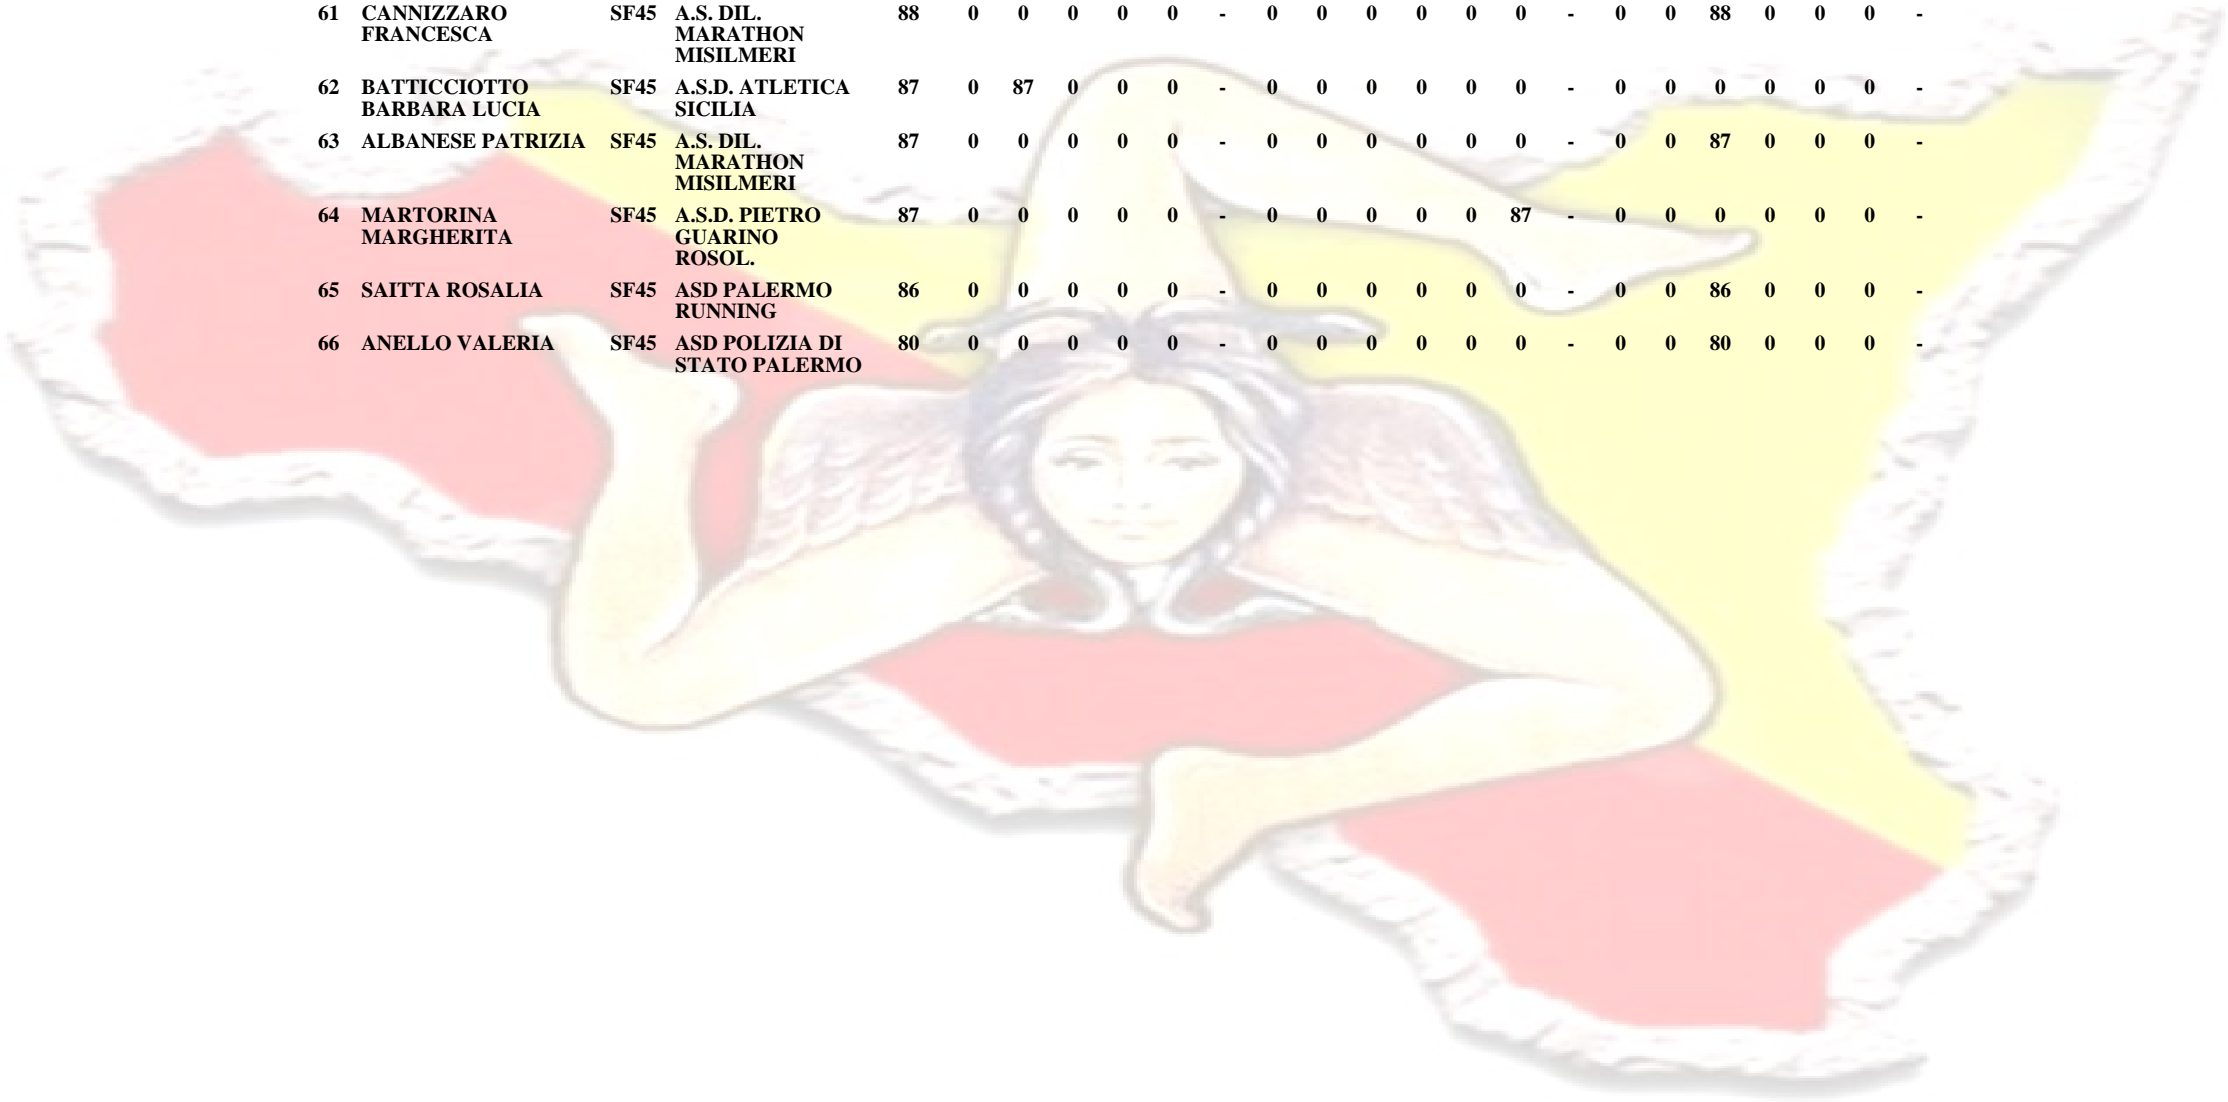 61 CANNIZZARO SF45 A.S. DIL. 88 0 0 0 0 0 - 0 0 0 0 0 0 - 0 0 88 0 0 0 -
FRANCESCA MARATHON
MISILMERI
62 BATTICCIOTTO SF45 A.S.D. ATLETICA 87 0 87 0 0 0 - 0 0 0 0 0 0 - 0 0 0 0 0 0 -
BARBARA LUCIA SICILIA
63 ALBANESE PATRIZIA SF45 A.S. DIL. 87 0 0 0 0 0 - 0 0 0 0 0 0 - 0 0 87 0 0 0 -
MARATHON
MISILMERI
64 MARTORINA SF45 A.S.D. PIETRO 87 0 0 0 0 0 - 0 0 0 0 0 87 - 0 0 0 0 0 0 -
MARGHERITA GUARINO
ROSOL.
65 SAITTA ROSALIA SF45 ASD PALERMO 86 0 0 0 0 0 - 0 0 0 0 0 0 - 0 0 86 0 0 0 -
RUNNING
66 ANELLO VALERIA SF45 ASD POLIZIA DI 80 0 0 0 0 0 - 0 0 0 0 0 0 - 0 0 80 0 0 0 -
STATO PALERMO